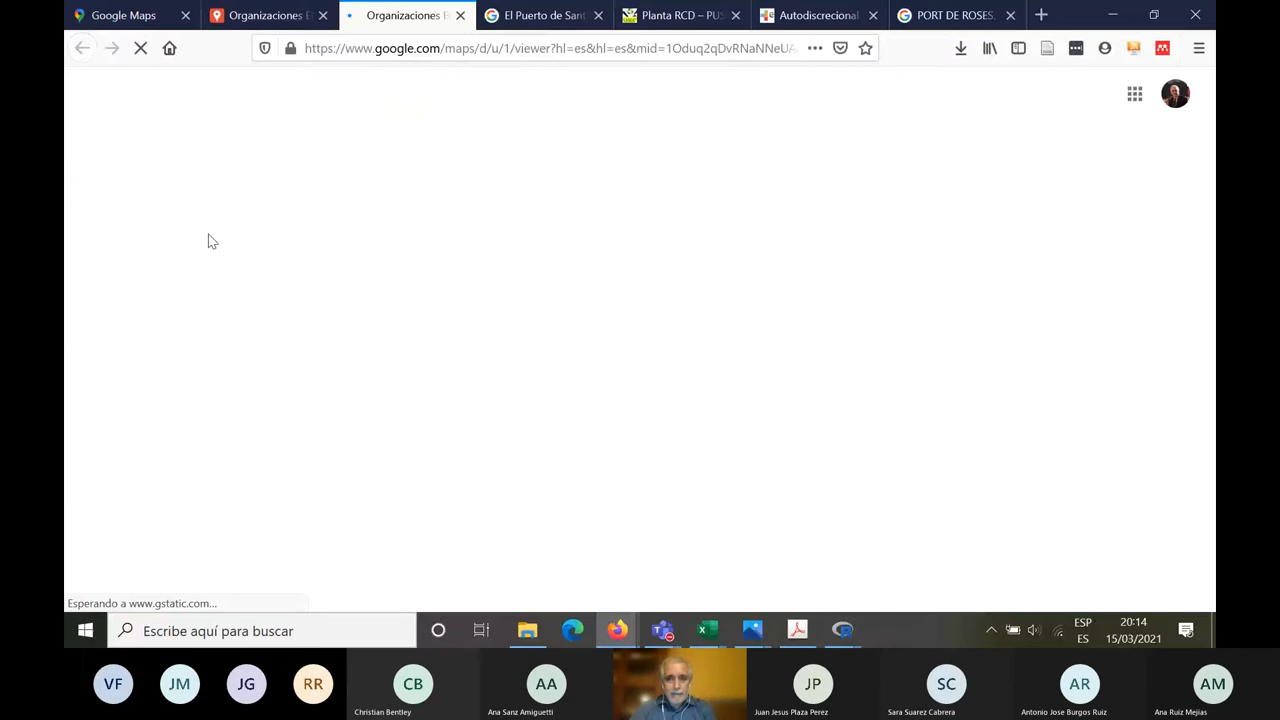 Google Maps
Organizaciones E
Organizaciones E
El Puerto de San
Planta RCD – PU
Autodiscrecional
PORT DE ROSES,
https://www.google.com/maps/d/u/1/viewer?hl=es&hl=es&mid=1Oduq2qDvRNaNNeUA
Esperando a www.gstatic.com...
Escribe aquí para buscar
ESP
ES
20:14
15/03/2021
VF
JM
JG
RR
CB
Christian Bentley
AA
Ana Sanz Amiguetti
JP
Juan Jesus Plaza Perez
SC
Sara Suarez Cabrera
AR
Antonio Jose Burgos Ruiz
AM
Ana Ruiz Mejias